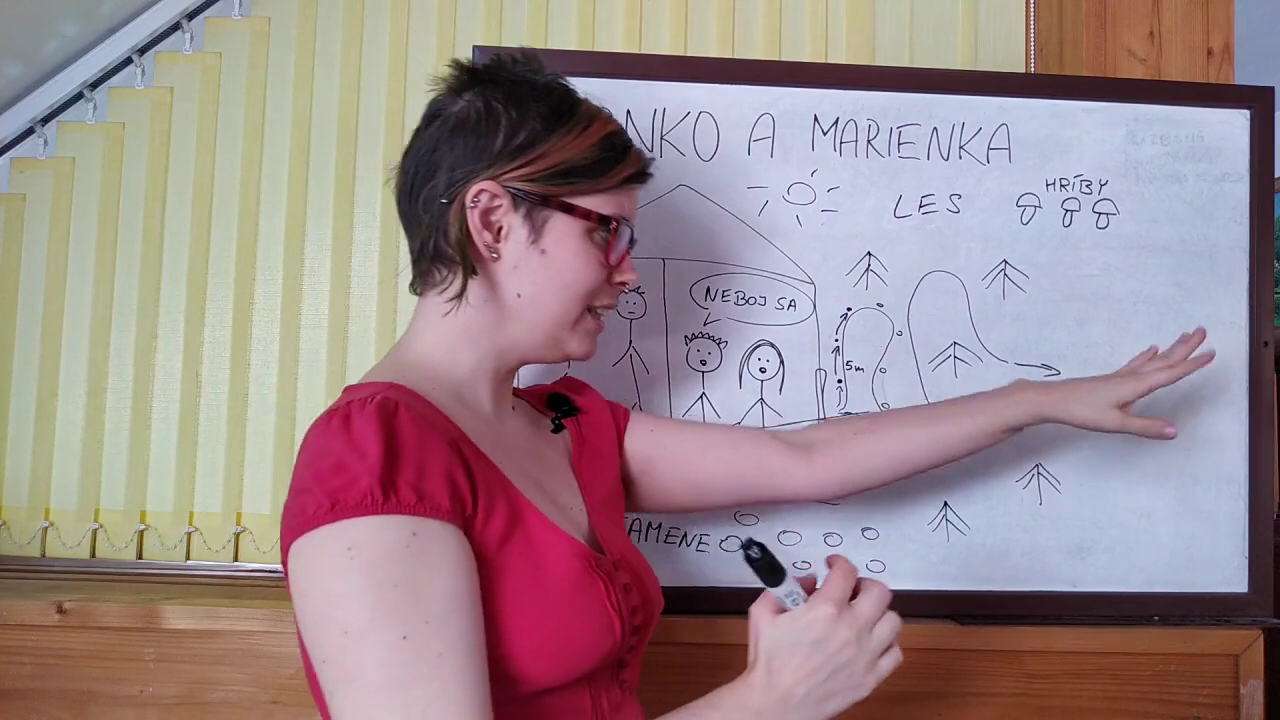 NKO A MARIENKA
LES
HRÍBY
NEBOJ SA
5m
AMENE